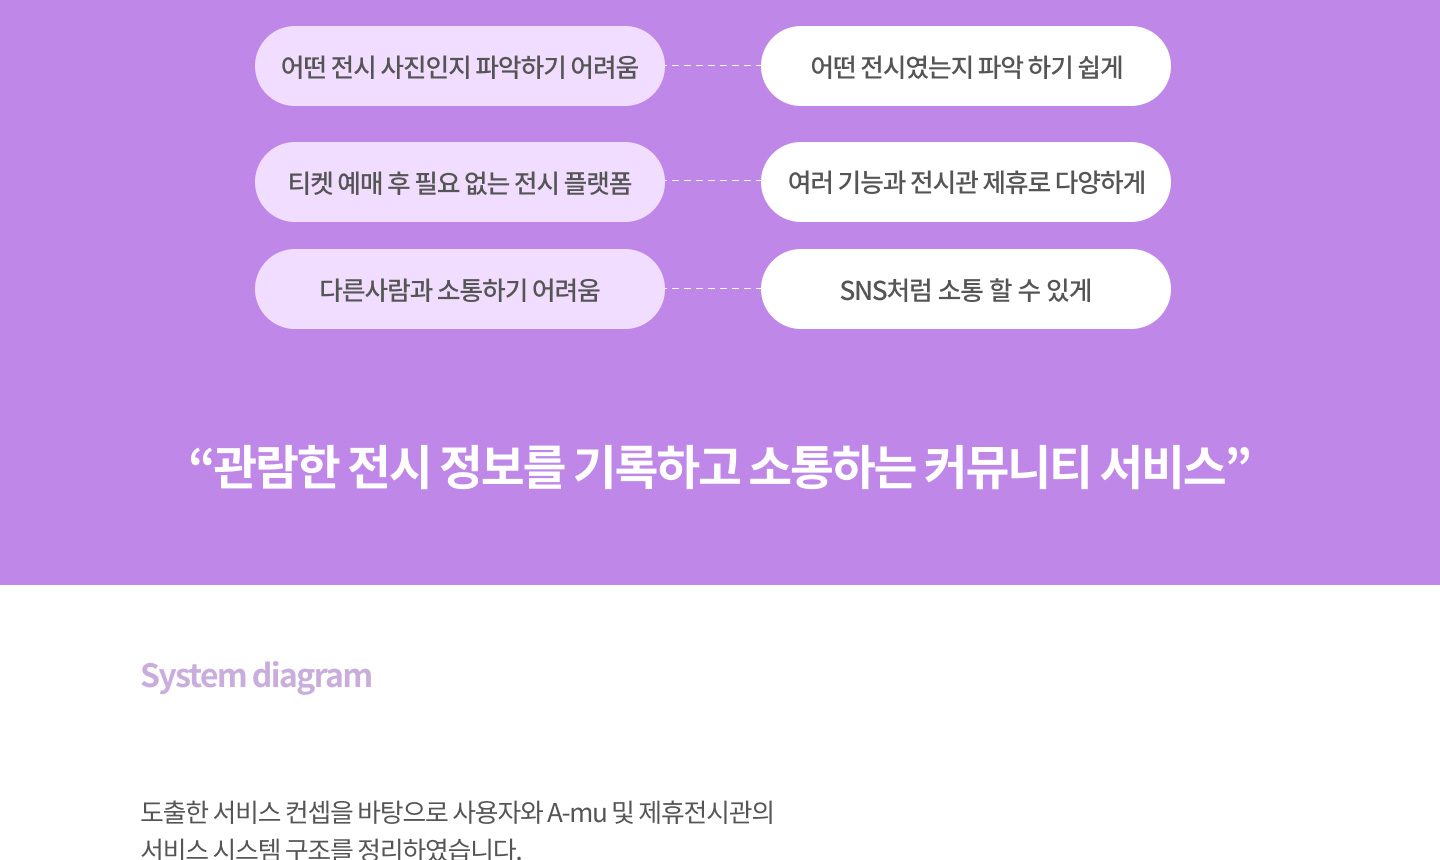 어떤 전시 사진인지 파악하기 어려움
어떤 전시였는지 파악 하기 쉽게
티켓 예매 후 필요 없는 전시 플랫폼
여러 기능과 전시관 제휴로 다양하게
다른사람과 소통하기 어려움
SNS처럼 소통 할 수 있게
“관람한 전시 정보를 기록하고 소통하는 커뮤니티 서비스”
System diagram
도출한 서비스 컨셉을 바탕으로 사용자와 A-mu 및 제휴전시관의
서비스 시스템 구조를 정리하였습니다.